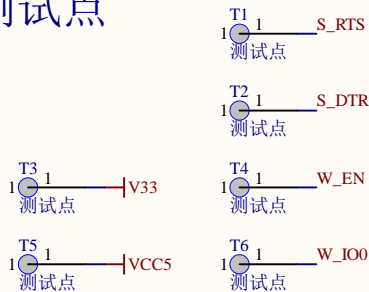 测试点
T1
1 1 S_RTS
测试点
T2
1 1 S_DTR
测试点
T3
1 1 V33
测试点
T4
1 1 W_EN
测试点
T5
1 1 VCC5
测试点
T6
1 1 W_IO0
测试点